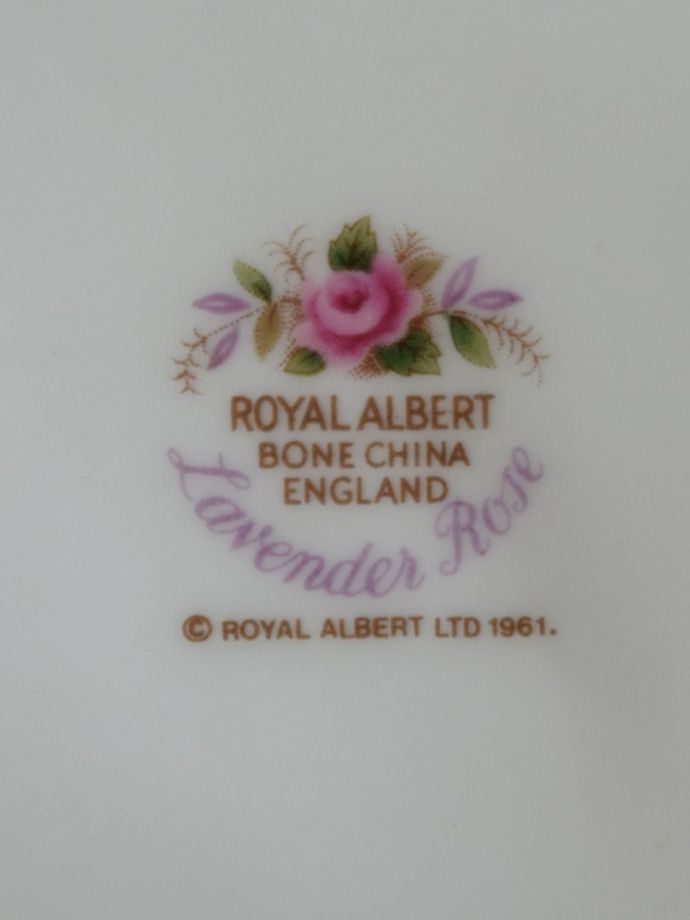 ROYAL ALBERT
BONE CHINA
ENGLAND
Lavender Rose
© ROYAL ALBERT LTD 1961.